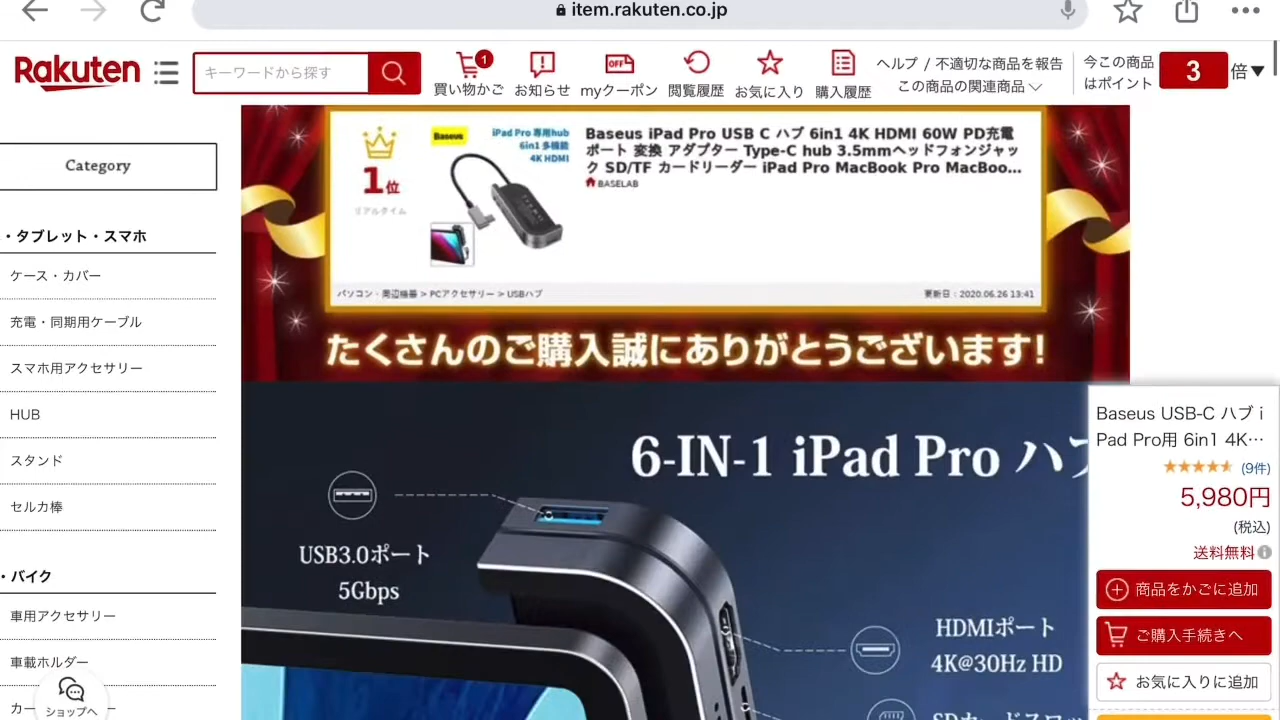 item.rakuten.co.jp
Rakuten
キーワードから探す
1
買い物かご
お知らせ
OFF
myクーポン
閲覧履歴
お気に入り
購入履歴
ヘルプ / 不適切な商品を報告
この商品の関連商品
今この商品
はポイント
3
倍▼
Category
・タブレット・スマホ
ケース・カバー
充電・同期用ケーブル
スマホ用アクセサリー
HUB
スタンド
セルカ棒
・バイク
車用アクセサリー
車載ホルダー
カー
ショップへ
1位
リアルタイム
Baseus
iPad Pro 専用hub
6in1 多機能
4K HDMI
Baseus iPad Pro USB C ハブ 6in1 4K HDMI 60W PD充電
ポート 変換 アダプター Type-C hub 3.5mmヘッドフォンジャッ
ク SD/TF カードリーダー iPad Pro MacBook Pro MacBoo...
BASELAB
パソコン・周辺機器 > PCアクセサリー > USBハブ
更新日：2020.06.26 13:41
たくさんのご購入誠にありがとうございます!
6-IN-1 iPad Pro ハブ
USB3.0ポート
5Gbps
HDMIポート
4K@30Hz HD
SDカードスロッ
Baseus USB-C ハブ i
Pad Pro用 6in1 4K…
(9件)
5,980円
(税込)
送料無料
商品をかごに追加
ご購入手続きへ
お気に入りに追加